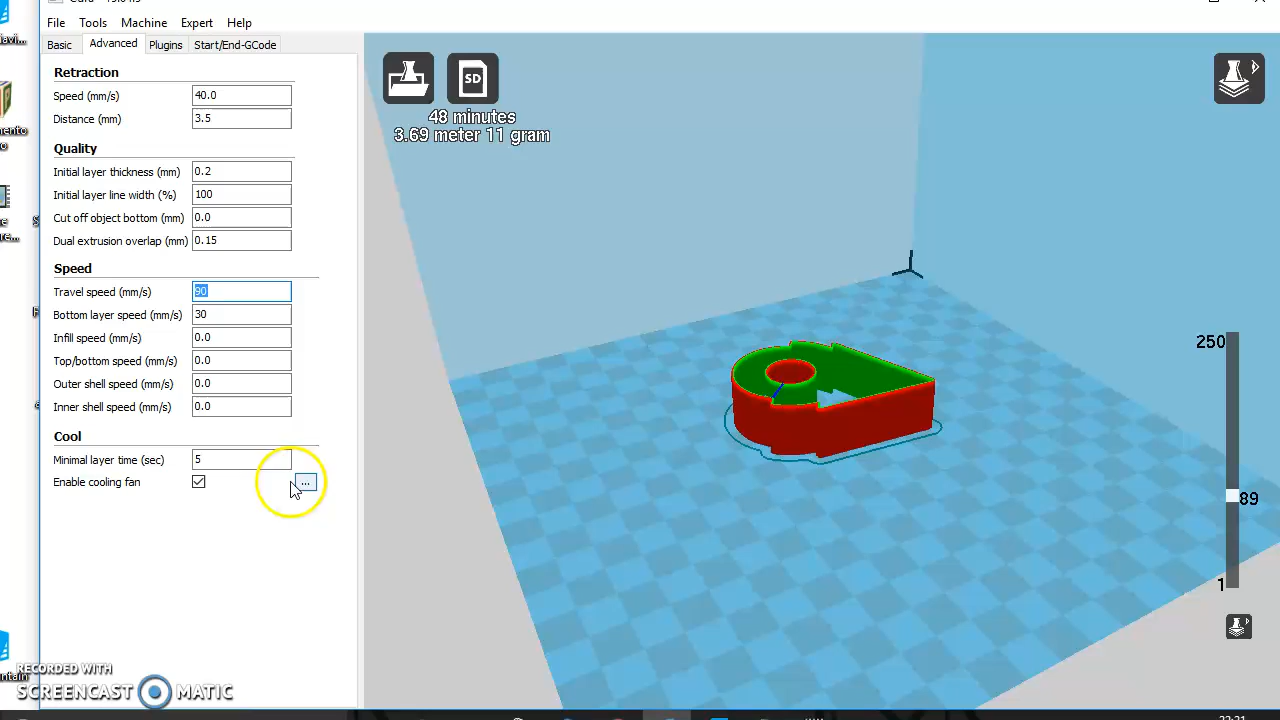 File Tools Machine Expert Help
Basic Advanced Plugins Start/End-GCode
Retraction
Speed (mm/s) 40.0
Distance (mm) 3.5
Quality
Initial layer thickness (mm) 0.2
Initial layer line width (%) 100
Cut off object bottom (mm) 0.0
Dual extrusion overlap (mm) 0.15
Speed
Travel speed (mm/s) 90
Bottom layer speed (mm/s) 30
Infill speed (mm/s) 0.0
Top/bottom speed (mm/s) 0.0
Outer shell speed (mm/s) 0.0
Inner shell speed (mm/s) 0.0
Cool
Minimal layer time (sec) 5
Enable cooling fan ...
SD
48 minutes
3.69 meter 11 gram
250
89
1
RECORDED WITH
SCREENCAST MATIC